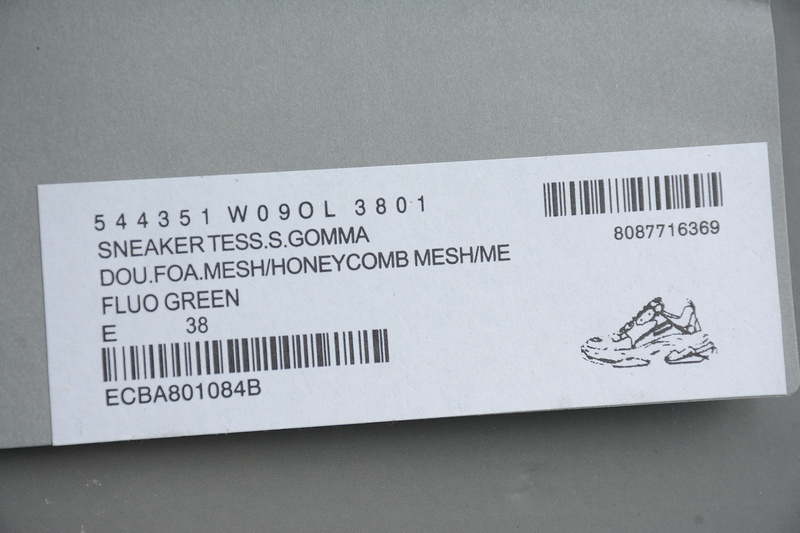 544351 W09OL 3801
8087716369
SNEAKER TESS.S.GOMMA
DOU.FOA.MESH/HONEYCOMB MESH/ME
FLUO GREEN
E 38
ECBA801084B